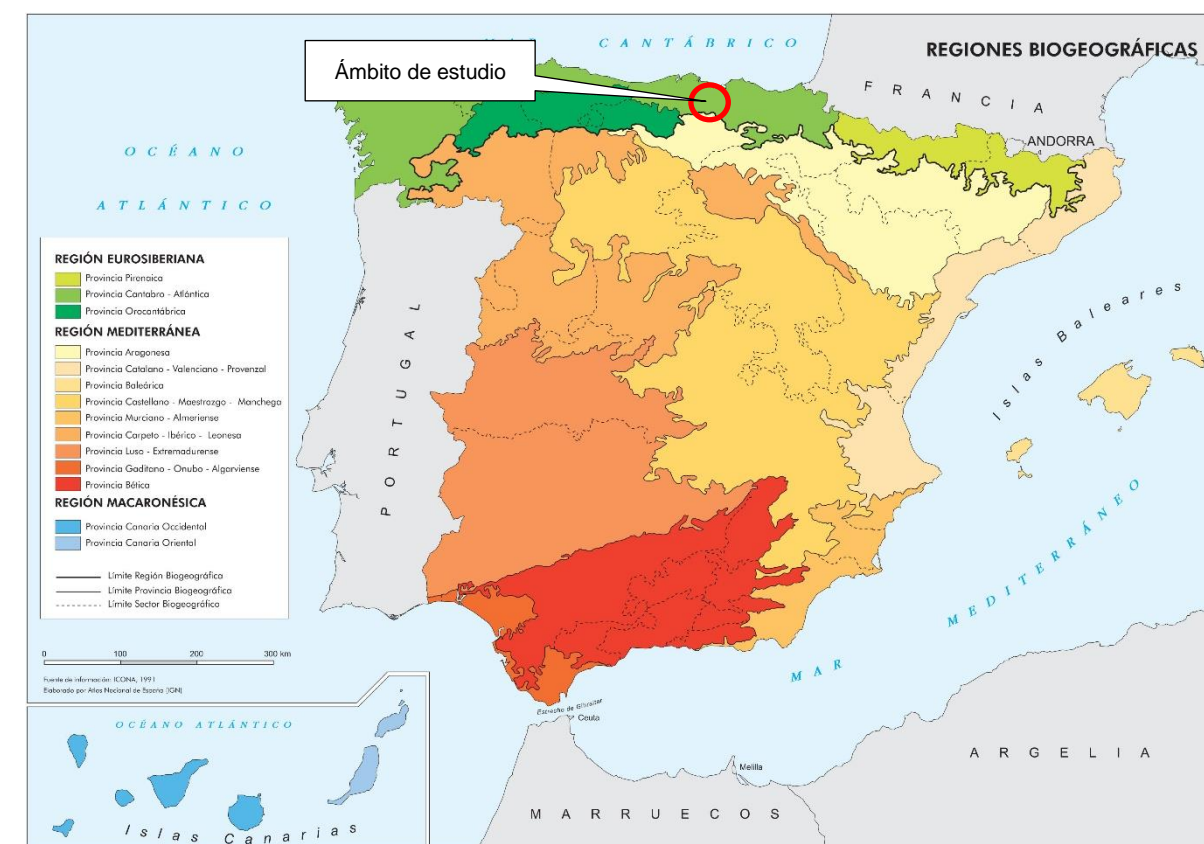 REGIONES BIOGEOGRÁFICAS
CANTÁBRICO
Ámbito de estudio
FRANCIA
ANDORRA
OCÉANO
ATLÁNTICO
PORTUGAL
Islas Baleares
REGIÓN EUROSIBERIANA
Provincia Pirenaica
Provincia Cantabro - Atlántica
Provincia Orocantábrica
REGIÓN MEDITERRÁNEA
Provincia Aragonesa
Provincia Catalano - Valenciano - Provenzal
Provincia Baleárica
Provincia Castellano - Maestrazgo - Manchega
Provincia Murciano - Almeriense
Provincia Carpeto - Ibérico - Leonesa
Provincia Luso - Extremadurense
Provincia Gaditano - Onubo - Algarviense
Provincia Bética
REGIÓN MACARONÉSICA
Provincia Canaria Occidental
Provincia Canaria Oriental
Límite Región Biogeográfica
Límite Provincia Biogeográfica
Límite Sector Biogeográfico
0 100 200 300 km
Fuente de información: ICONA, 1991
Elaborado por Atlas Nacional de España (IGN)
MAR MEDITERRÁNEO
Estrecho de Gibraltar
Ceuta
Melilla
MARRUECOS
ARGELIA
OCÉANO ATLÁNTICO
Islas Canarias